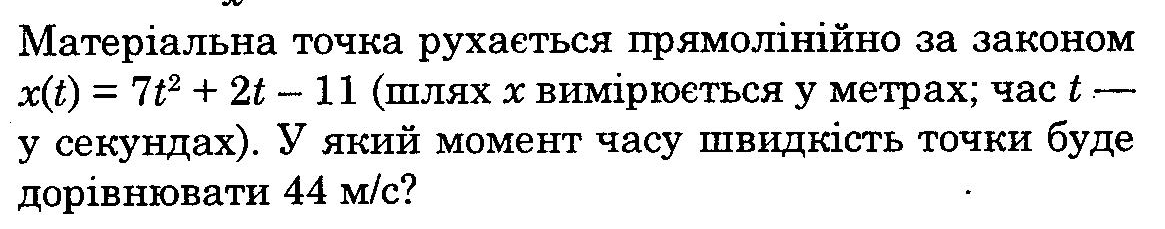 Матеріальна точка рухається прямолінійно за законом
x(t) = 7t² + 2t – 11 (шлях x вимірюється у метрах; час t —
у секундах). У який момент часу швидкість точки буде
дорівнювати 44 м/с?